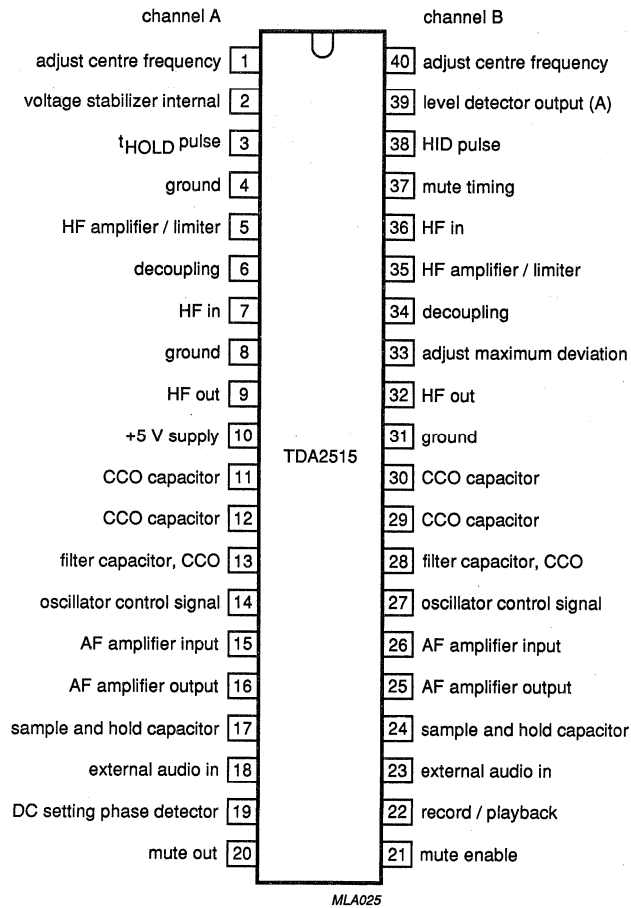 channel A channel B
adjust centre frequency 1 40 adjust centre frequency
voltage stabilizer internal 2 39 level detector output (A)
tHOLD pulse 3 38 HID pulse
ground 4 37 mute timing
HF amplifier / limiter 5 36 HF in
decoupling 6 35 HF amplifier / limiter
HF in 7 34 decoupling
ground 8 33 adjust maximum deviation
HF out 9 32 HF out
+5 V supply 10 31 ground
TDA2515
CCO capacitor 11 30 CCO capacitor
CCO capacitor 12 29 CCO capacitor
filter capacitor, CCO 13 28 filter capacitor, CCO
oscillator control signal 14 27 oscillator control signal
AF amplifier input 15 26 AF amplifier input
AF amplifier output 16 25 AF amplifier output
sample and hold capacitor 17 24 sample and hold capacitor
external audio in 18 23 external audio in
DC setting phase detector 19 22 record / playback
mute out 20 21 mute enable
MLA025